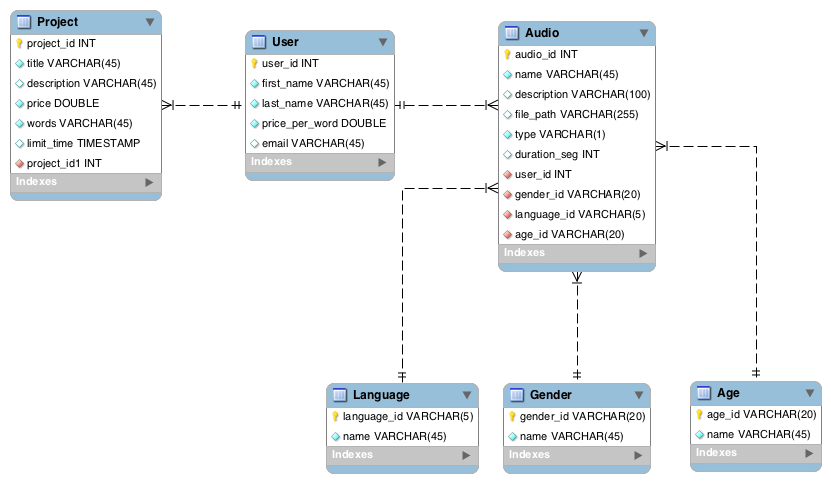 Project
project_id INT
title VARCHAR(45)
description VARCHAR(45)
price DOUBLE
words VARCHAR(45)
limit_time TIMESTAMP
project_id1 INT
Indexes
User
user_id INT
first_name VARCHAR(45)
last_name VARCHAR(45)
price_per_word DOUBLE
email VARCHAR(45)
Indexes
Audio
audio_id INT
name VARCHAR(45)
description VARCHAR(100)
file_path VARCHAR(255)
type VARCHAR(1)
duration_seg INT
user_id INT
gender_id VARCHAR(20)
language_id VARCHAR(5)
age_id VARCHAR(20)
Indexes
Language
language_id VARCHAR(5)
name VARCHAR(45)
Indexes
Gender
gender_id VARCHAR(20)
name VARCHAR(45)
Indexes
Age
age_id VARCHAR(20)
name VARCHAR(45)
Indexes